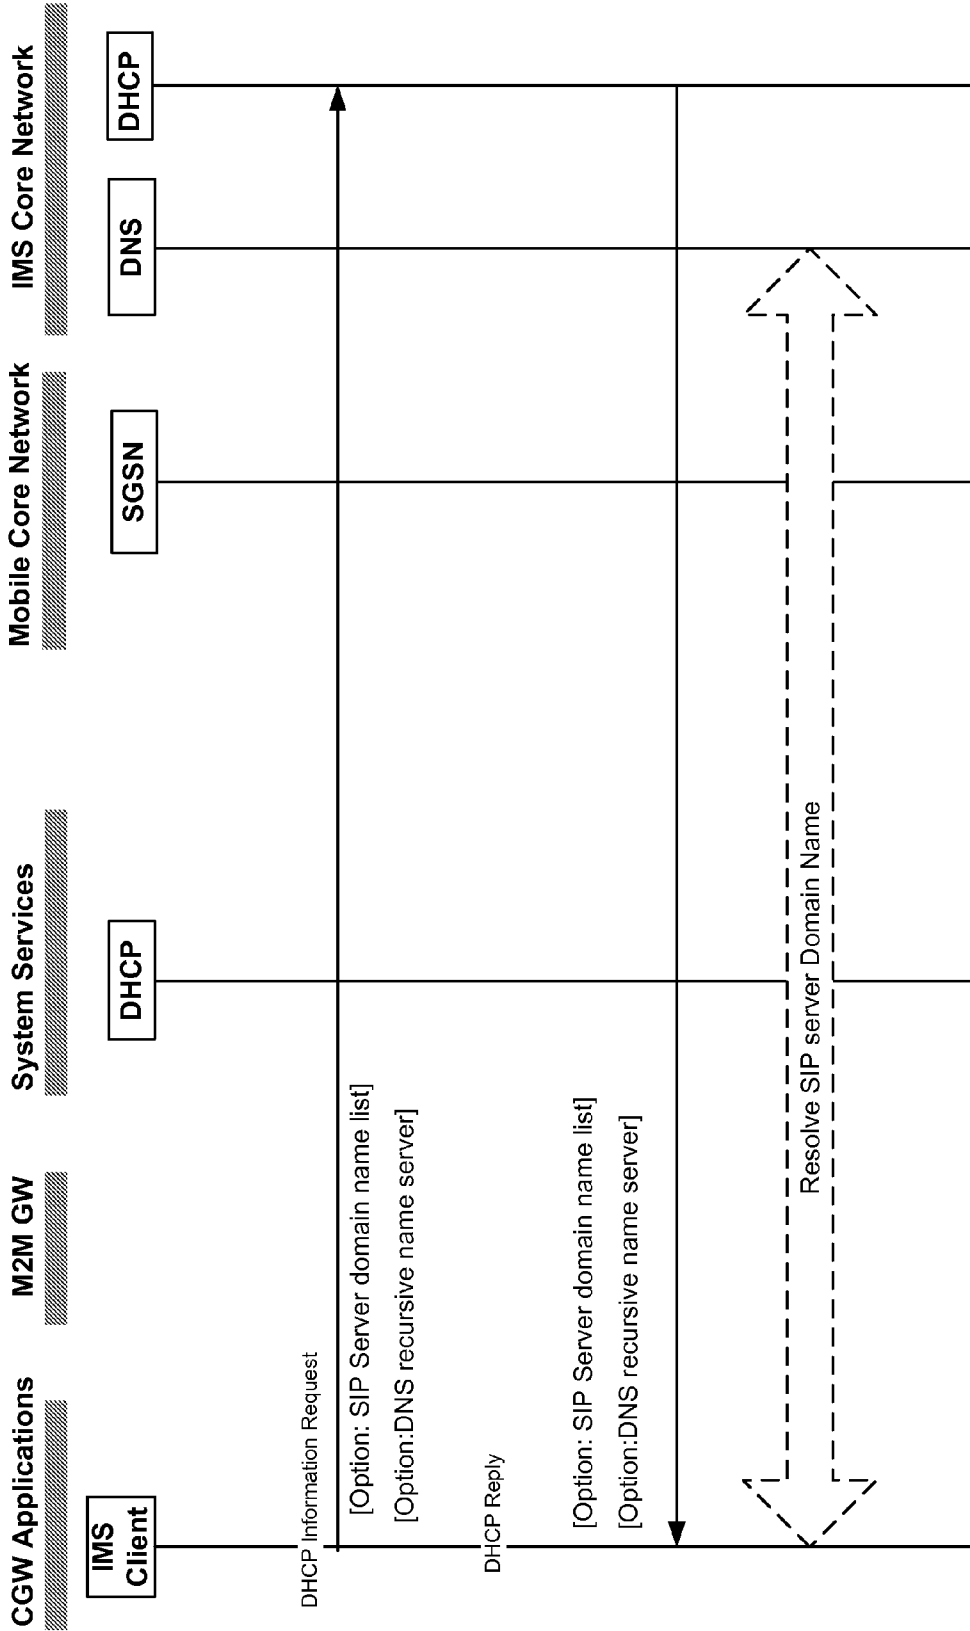 CGW Applications
M2M GW
System Services
Mobile Core Network
IMS Core Network
IMS
Client
DHCP
SGSN
DNS
DHCP
DHCP Information Request
[Option: SIP Server domain name list]
[Option:DNS recursive name server]
DHCP Reply
[Option: SIP Server domain name list]
[Option:DNS recursive name server]
Resolve SIP server Domain Name